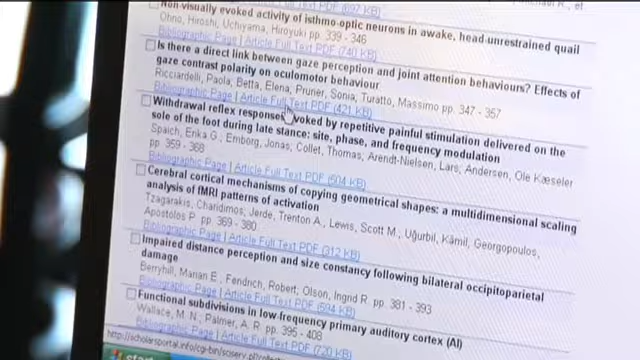 Non visually evoked activity of isthmo-optic neurons in awake, head-unrestrained quail
Ohno, Hiroshi, Uchiyama, Hiroyuki pp. 339 - 346
Bibliographic Page | Article Full Text PDF (740 KB)
Is there a direct link between gaze perception and joint attention behaviours? Effects of
gaze contrast polarity on oculomotor behaviour
Ricciardelli, Paola, Betta, Elena, Pruner, Sonia, Turatto, Massimo pp. 347 - 357
Bibliographic Page | Article Full Text PDF (421 KB)
Withdrawal reflex responses evoked by repetitive painful stimulation delivered on the
sole of the foot during late stance: site, phase, and frequency modulation
Spaich, Erika G., Emborg, Jonas, Collet, Thomas, Arendt-Nielsen, Lars, Andersen, Ole Kæseler
pp. 359 - 368
Bibliographic Page | Article Full Text PDF (504 KB)
Cerebral cortical mechanisms of copying geometrical shapes: a multidimensional scaling
analysis of fMRI patterns of activation
Tzagarakis, Charidimos, Jerde, Trenton A., Lewis, Scott M., Uğurbil, Kâmil, Georgopoulos,
Apostolos P. pp. 369 - 380
Bibliographic Page | Article Full Text PDF (312 KB)
Impaired distance perception and size constancy following bilateral occipitoparietal
damage
Berryhill, Marian E., Fendrich, Robert, Olson, Ingrid R. pp. 381 - 393
Bibliographic Page | Article Full Text PDF (594 KB)
Functional subdivisions in low-frequency primary auditory cortex (AI)
Wallace, M. N., Palmer, A. R. pp. 395 - 408
Bibliographic Page | Article Full Text PDF (720 KB)
start